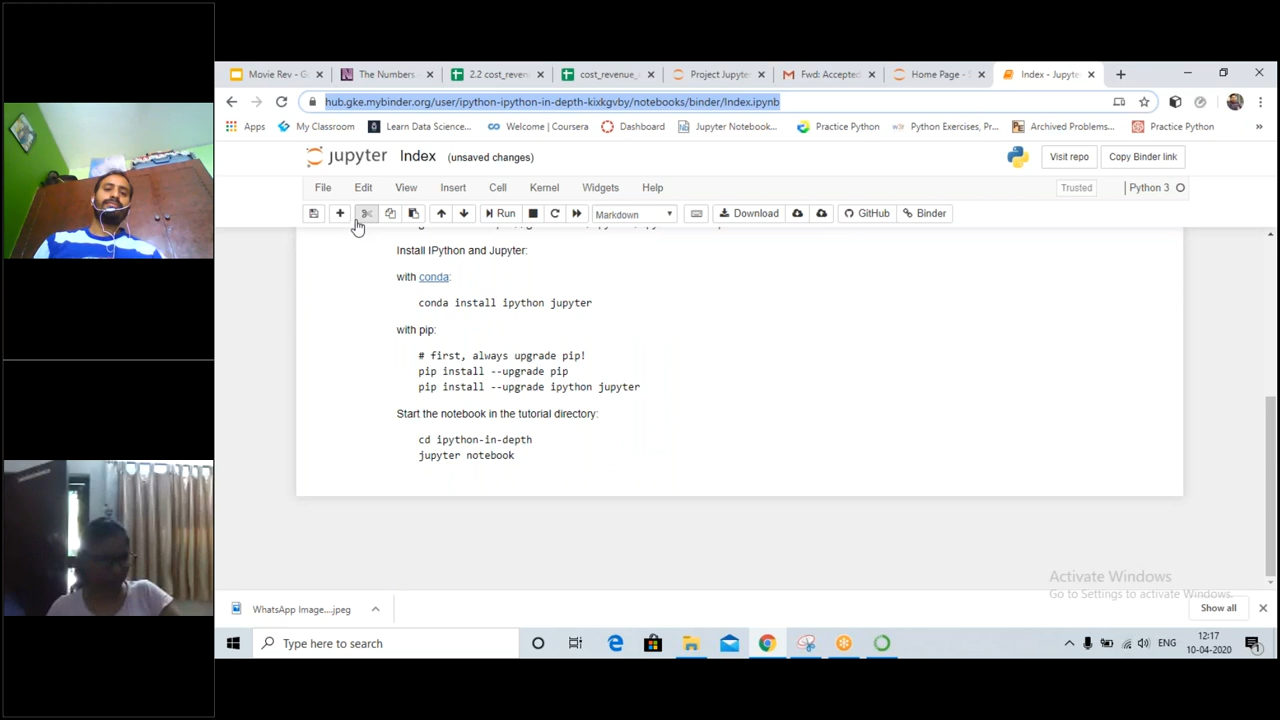 Movie Rev - G
The Numbers
2.2 cost_reven
cost_revenue_
Project Jupyte
Fwd: Accepted
Home Page - S
Index - Jupyte
hub.gke.mybinder.org/user/ipython-ipython-in-depth-kixkgvby/notebooks/binder/Index.ipynb
Apps
My Classroom
Learn Data Science...
Welcome | Coursera
Dashboard
Jupyter Notebook...
Practice Python
Python Exercises, Pr...
Archived Problems...
Practice Python
jupyter Index (unsaved changes)
Visit repo
Copy Binder link
File Edit View Insert Cell Kernel Widgets Help
Trusted
Python 3
Run
Markdown
Download
GitHub
Binder
Install IPython and Jupyter:
with conda:
conda install ipython jupyter
with pip:
# first, always upgrade pip!
pip install --upgrade pip
pip install --upgrade ipython jupyter
Start the notebook in the tutorial directory:
cd ipython-in-depth
jupyter notebook
Activate Windows
Go to Settings to activate Windows.
WhatsApp Image....jpeg
Show all
Type here to search
ENG
12:17
10-04-2020